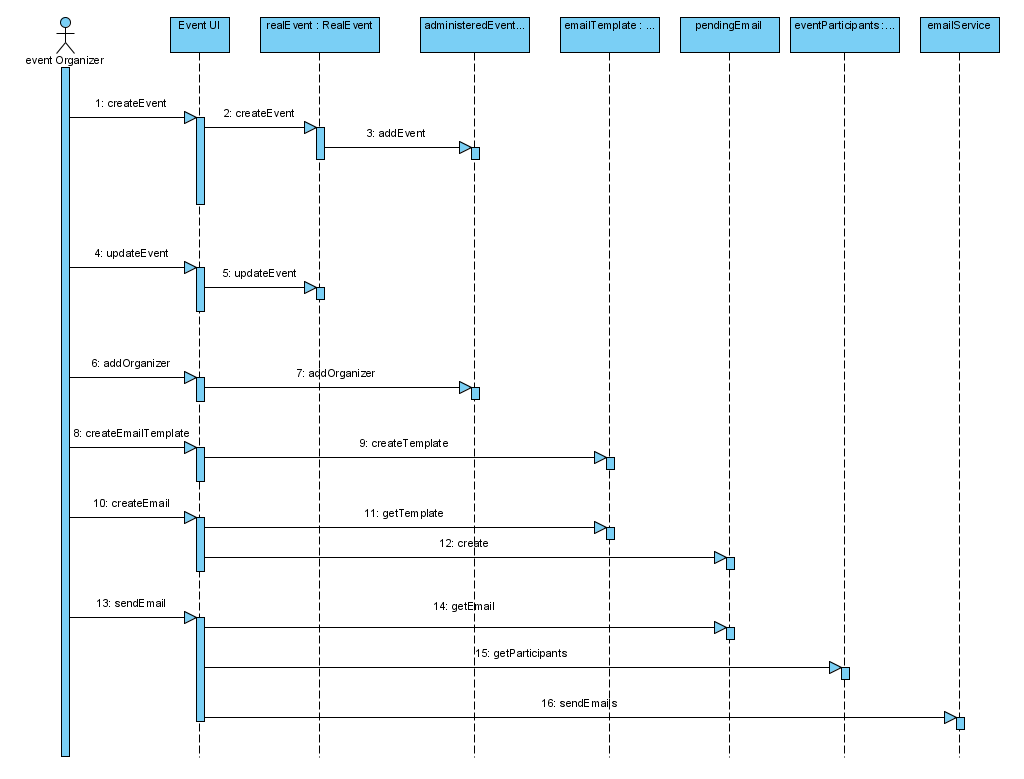 Event UI
realEvent : RealEvent
administeredEvent...
emailTemplate : ...
pendingEmail
eventParticipants :...
emailService
event Organizer
1: createEvent
2: createEvent
3: addEvent
4: updateEvent
5: updateEvent
6: addOrganizer
7: addOrganizer
8: createEmailTemplate
9: createTemplate
10: createEmail
11: getTemplate
12: create
13: sendEmail
14: getEmail
15: getParticipants
16: sendEmails